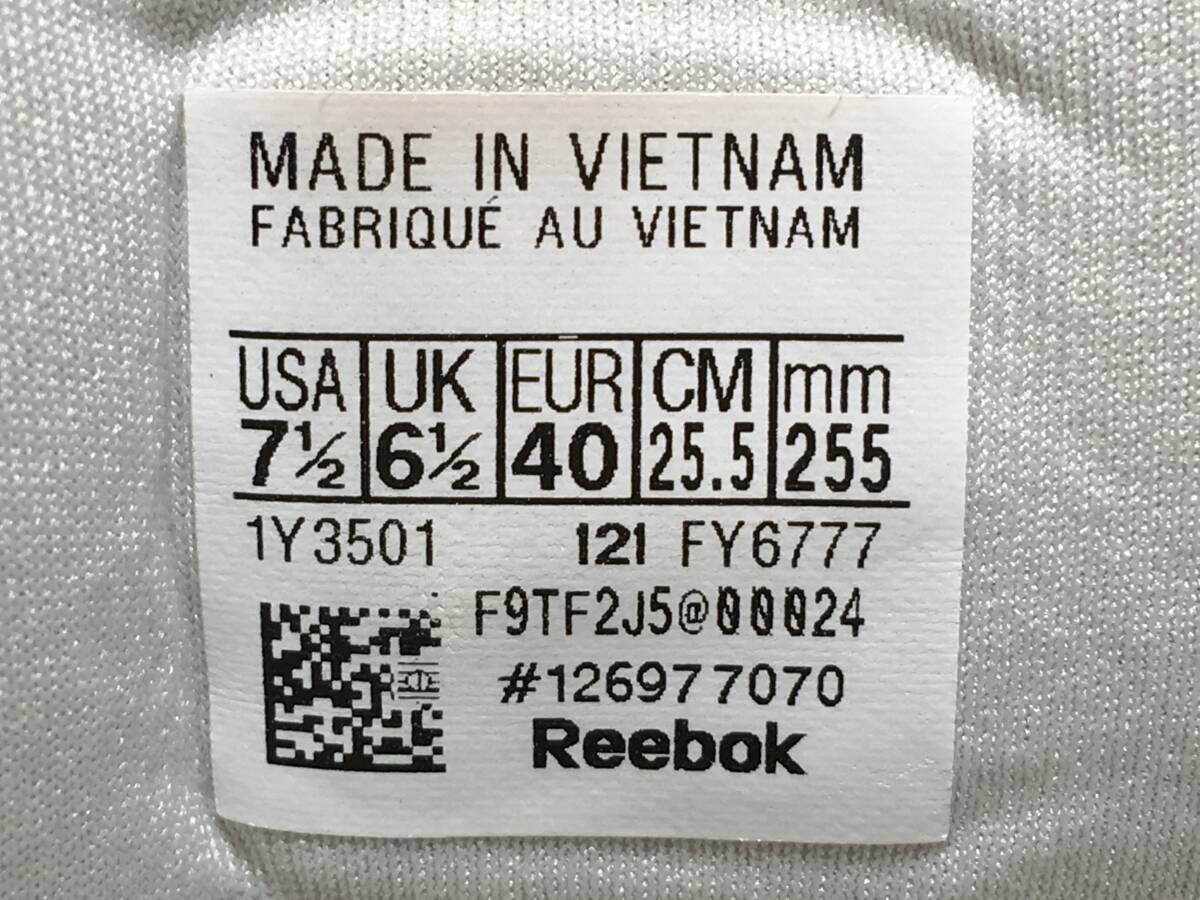 MADE IN VIETNAM
FABRIQUÉ AU VIETNAM
USA UK EUR CM mm
7½ 6½ 40 25.5 255
1Y3501 121 FY6777
F9TF2J5@00024
#126977070
Reebok